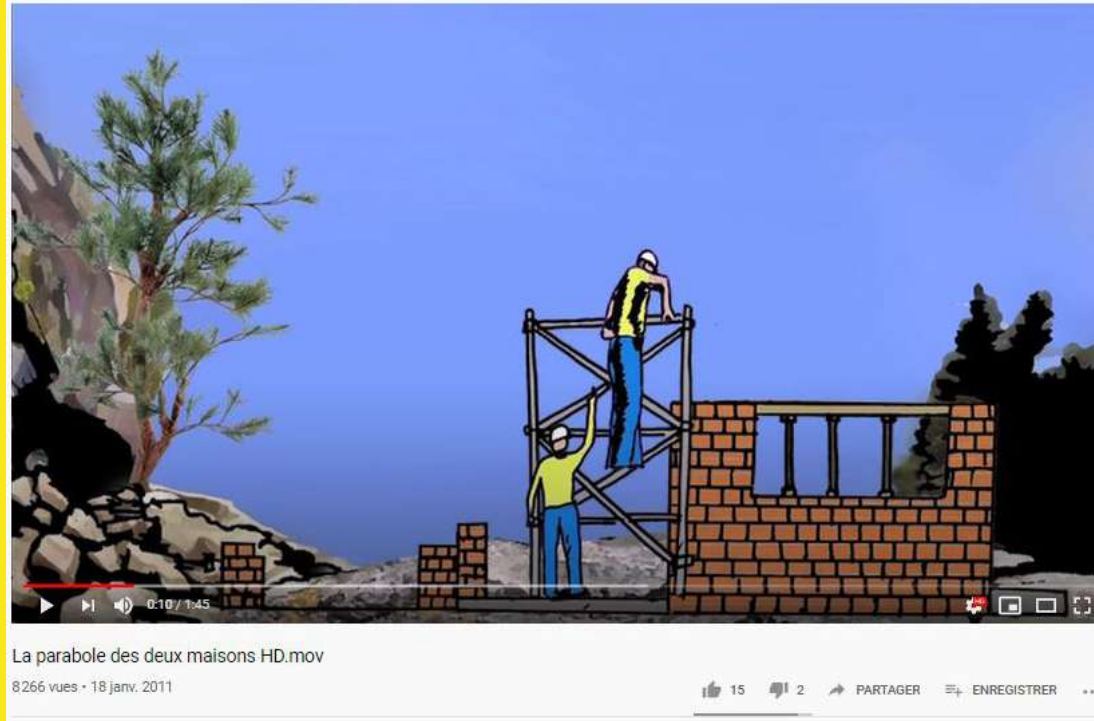 0:10 / 1:45
HD
La parabole des deux maisons HD.mov
8 266 vues • 18 janv. 2011
15 2 PARTAGER ENREGISTRER